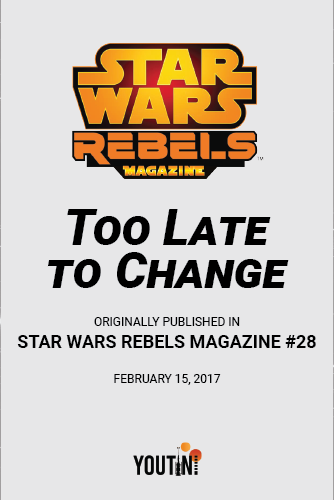 STAR
WARS
REBELS
™
MAGAZINE
TOO LATE
TO CHANGE
ORIGINALLY PUBLISHED IN
STAR WARS REBELS MAGAZINE #28
FEBRUARY 15, 2017
YOUTINI